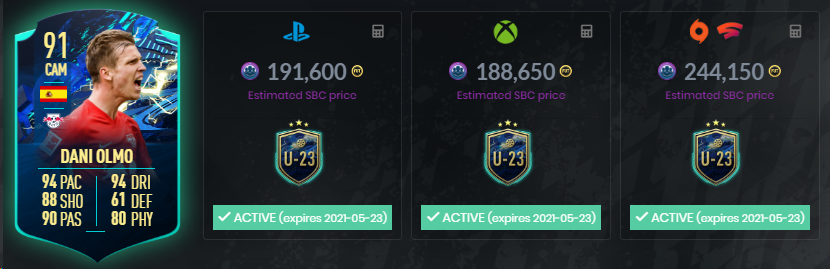 91
CAM
DANI OLMO
94 PAC 94 DRI
88 SHO 61 DEF
90 PAS 80 PHY
191,600
Estimated SBC price
U-23
ACTIVE (expires 2021-05-23)
188,650
Estimated SBC price
U-23
ACTIVE (expires 2021-05-23)
244,150
Estimated SBC price
U-23
ACTIVE (expires 2021-05-23)